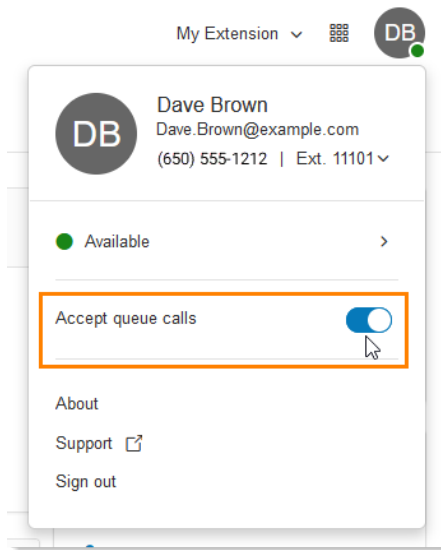 My Extension
DB
DB
Dave Brown
Dave.Brown@example.com
(650) 555-1212 | Ext. 11101
Available
Accept queue calls
About
Support
Sign out